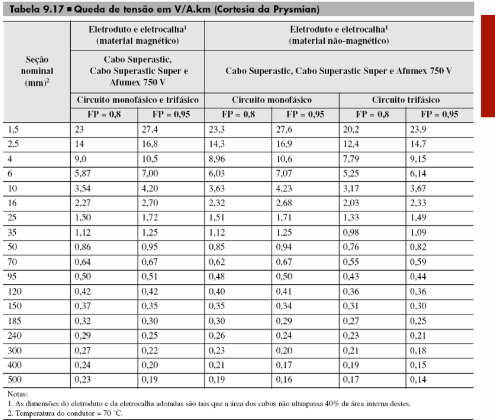 Tabela 9.17 ■ Queda de tensão em V/A.km (Cortesia da Prysmian)
Seção nominal (mm)²
Eletroduto e eletrocalha¹ (material magnético)
Eletroduto e eletrocalha¹ (material não-magnético)
Cabo Superastic, Cabo Superastic Super e Afumex 750 V
Cabo Superastic, Cabo Superastic Super e Afumex 750 V
Circuito monofásico e trifásico
Circuito monofásico
Circuito trifásico
FP = 0,8 FP = 0,95 FP = 0,8 FP = 0,95 FP = 0,8 FP = 0,95
1,5 23 27,4 23,3 27,6 20,2 23,9
2,5 14 16,8 14,3 16,9 12,4 14,7
4 9,0 10,5 8,96 10,6 7,79 9,15
6 5,87 7,00 6,03 7,07 5,25 6,14
10 3,54 4,20 3,63 4,23 3,17 3,67
16 2,27 2,70 2,32 2,68 2,03 2,33
25 1,50 1,72 1,51 1,71 1,33 1,49
35 1,12 1,25 1,12 1,25 0,98 1,09
50 0,86 0,95 0,85 0,94 0,76 0,82
70 0,64 0,67 0,62 0,67 0,55 0,59
95 0,50 0,51 0,48 0,50 0,43 0,44
120 0,42 0,42 0,40 0,41 0,36 0,36
150 0,37 0,35 0,35 0,34 0,31 0,30
185 0,32 0,30 0,30 0,29 0,27 0,25
240 0,29 0,25 0,26 0,24 0,23 0,21
300 0,27 0,22 0,23 0,20 0,21 0,18
400 0,24 0,20 0,21 0,17 0,19 0,15
500 0,23 0,19 0,19 0,16 0,17 0,14
Notas:
1. As dimensões do eletroduto e da eletrocalha adotadas são tais que a área dos cabos não ultrapassa 40% da área interna destes.
2. Temperatura do condutor = 70 °C.